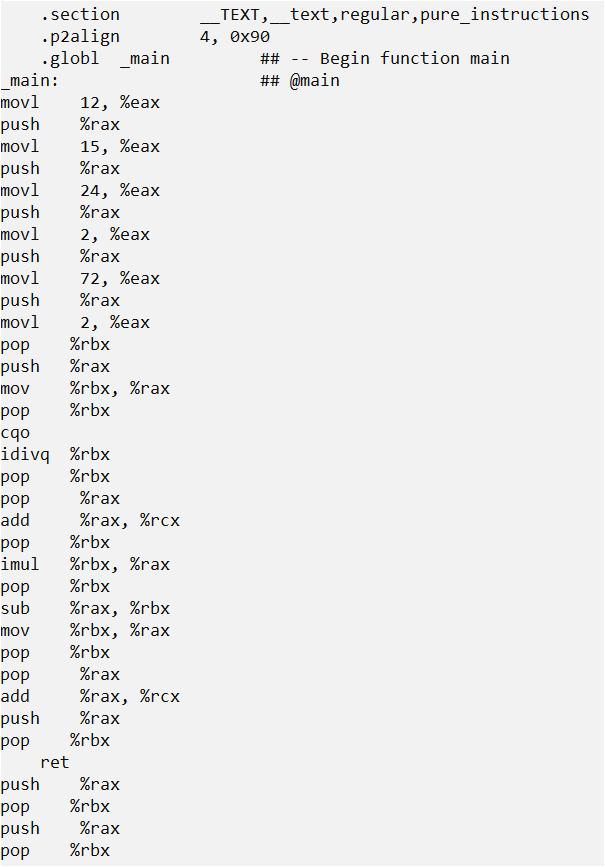 .section        __TEXT,__text,regular,pure_instructions
    .p2align        4, 0x90
    .globl  _main         ## -- Begin function main
_main:                    ## @main
movl    12, %eax
push    %rax
movl    15, %eax
push    %rax
movl    24, %eax
push    %rax
movl    2, %eax
push    %rax
movl    72, %eax
push    %rax
movl    2, %eax
pop    %rbx
push   %rax
mov    %rbx, %rax
pop    %rbx
cqo
idivq  %rbx
pop    %rbx
pop     %rax
add     %rax, %rcx
pop    %rbx
imul   %rbx, %rax
pop    %rbx
sub    %rax, %rbx
mov    %rbx, %rax
pop    %rbx
pop     %rax
add     %rax, %rcx
push    %rax
pop    %rbx
    ret
push    %rax
pop    %rbx
push    %rax
pop    %rbx